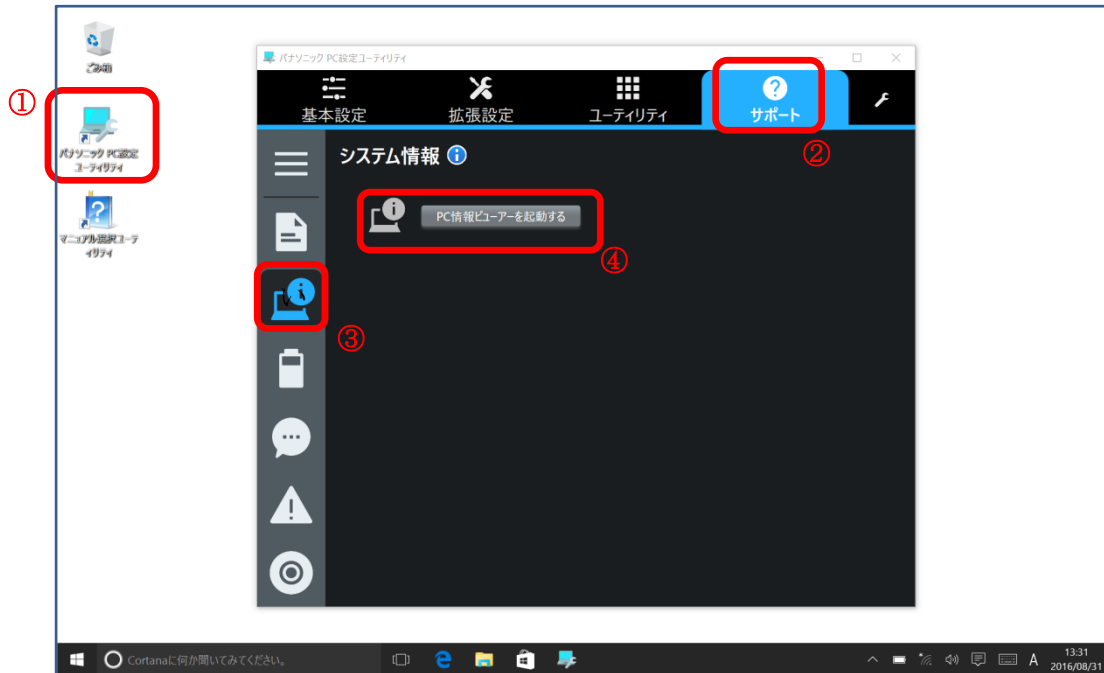 ごみ箱
①
パナソニック PC設定
ユーティリティ
マニュアル選択ユーテ
ィリティ
パナソニック PC設定ユーティリティ
基本設定
拡張設定
ユーティリティ
サポート
②
システム情報
PC情報ビューアーを起動する
④
③
Cortanaに何か聞いてみてください。
A
13:31
2016/08/31